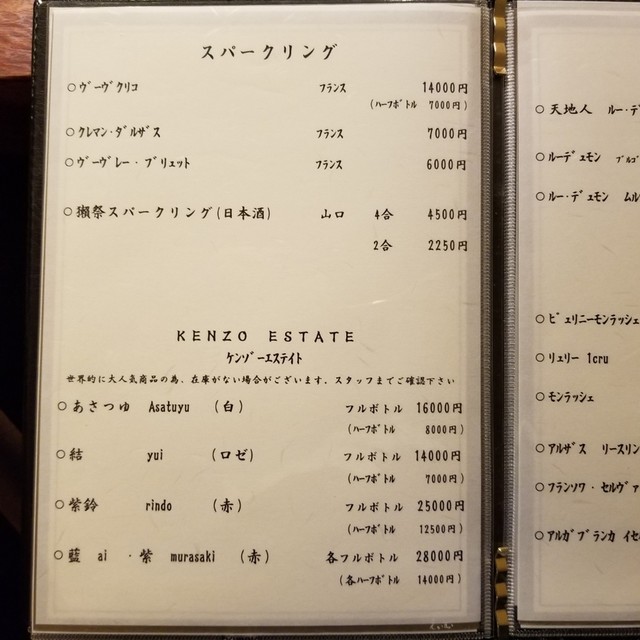 スパークリング
○ヴーヴクリコ フランス 14000円
(ハーフボトル 7000円)
○クレマン・ダルザス フランス 7000円
○ヴーヴレー・ブリュット フランス 6000円
○獺祭スパークリング(日本酒) 山口 4合 4500円
2合 2250円
KENZO ESTATE
ケンゾーエステイト
世界的に大人気商品の為、在庫がない場合がございます。スタッフまでご確認下さい
○あさつゆ Asatuyu (白) フルボトル 16000円
(ハーフボトル 8000円)
○結 yui (ロゼ) フルボトル 14000円
(ハーフボトル 7000円)
○紫鈴 rindo (赤) フルボトル 25000円
(ハーフボトル 12500円)
○藍 ai ・紫 murasaki (赤) 各フルボトル 28000円
(各ハーフボトル 14000円)
○天地人 ルー・デ
○ルーデュモン ブルゴ
○ルー・デュモン ムル
○ピュリニーモンラッシェ
○リュリー 1cru
○モンラッシェ
○アルザス リースリン
○フランソワ・セルヴァ
○アルガブランカ イセ